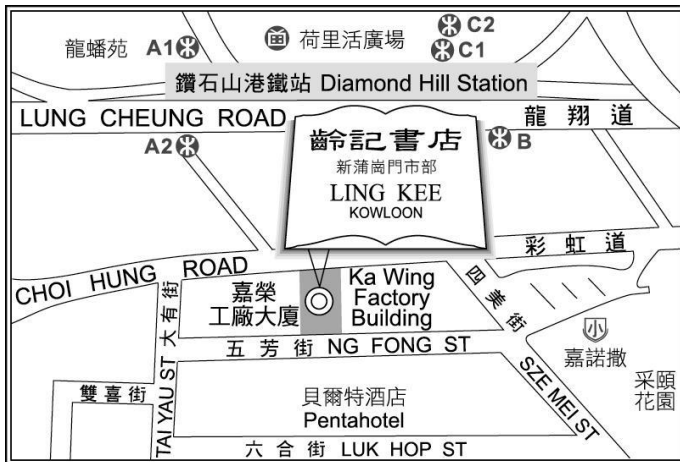 龍蟠苑
A1
荷里活廣場
C2
C1
鑽石山港鐵站 Diamond Hill Station
LUNG CHEUNG ROAD
龍翔道
A2
B
齡記書店
新蒲崗門市部
LING KEE
KOWLOON
彩虹道
CHOI HUNG ROAD
嘉榮
工廠大廈
Ka Wing
Factory
Building
四美街
SZE MEI ST
大有街
TAI YAU ST
五芳街 NG FONG ST
小
嘉諾撒
采頤
花園
雙喜街
貝爾特酒店
Pentahotel
六合街 LUK HOP ST